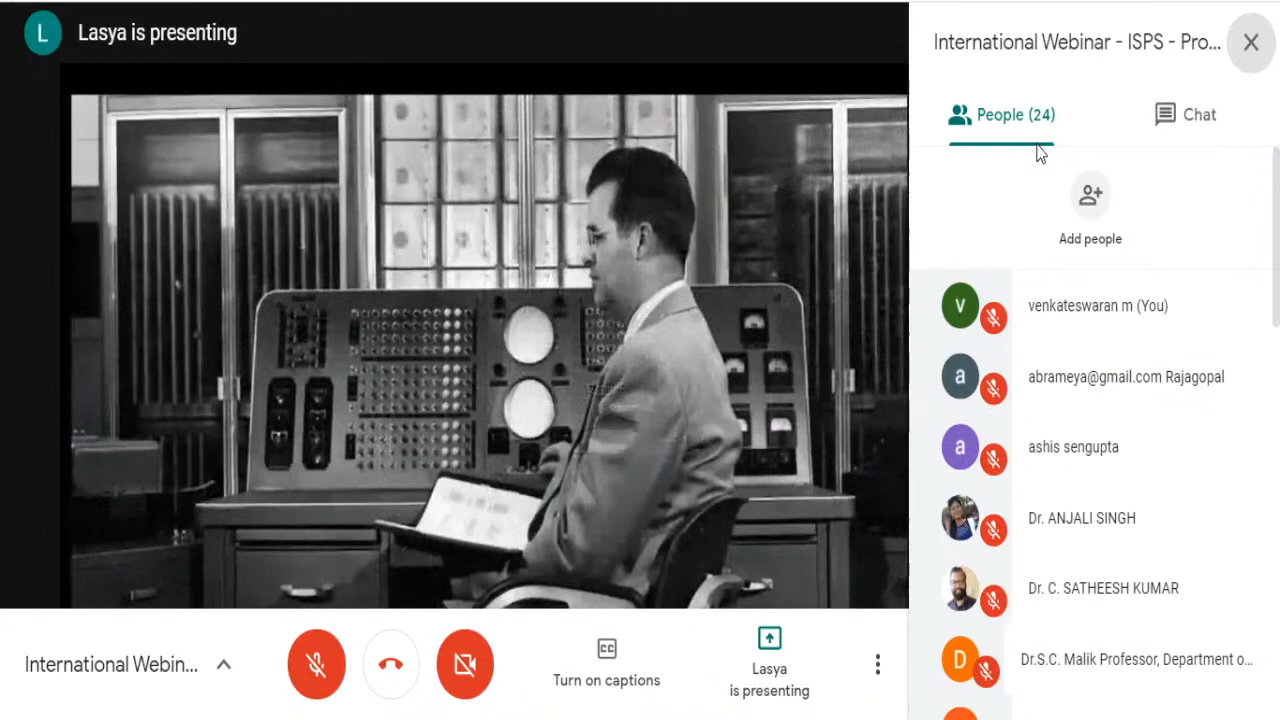 L
Lasya is presenting
International Webinar - ISPS - Pro...
People (24)
Chat
Add people
v
venkateswaran m (You)
a
abrameya@gmail.com Rajagopal
a
ashis sengupta
Dr. ANJALI SINGH
Dr. C. SATHEESH KUMAR
D
Dr.S.C. Malik Professor, Department o...
International Webin...
CC
Turn on captions
Lasya
is presenting